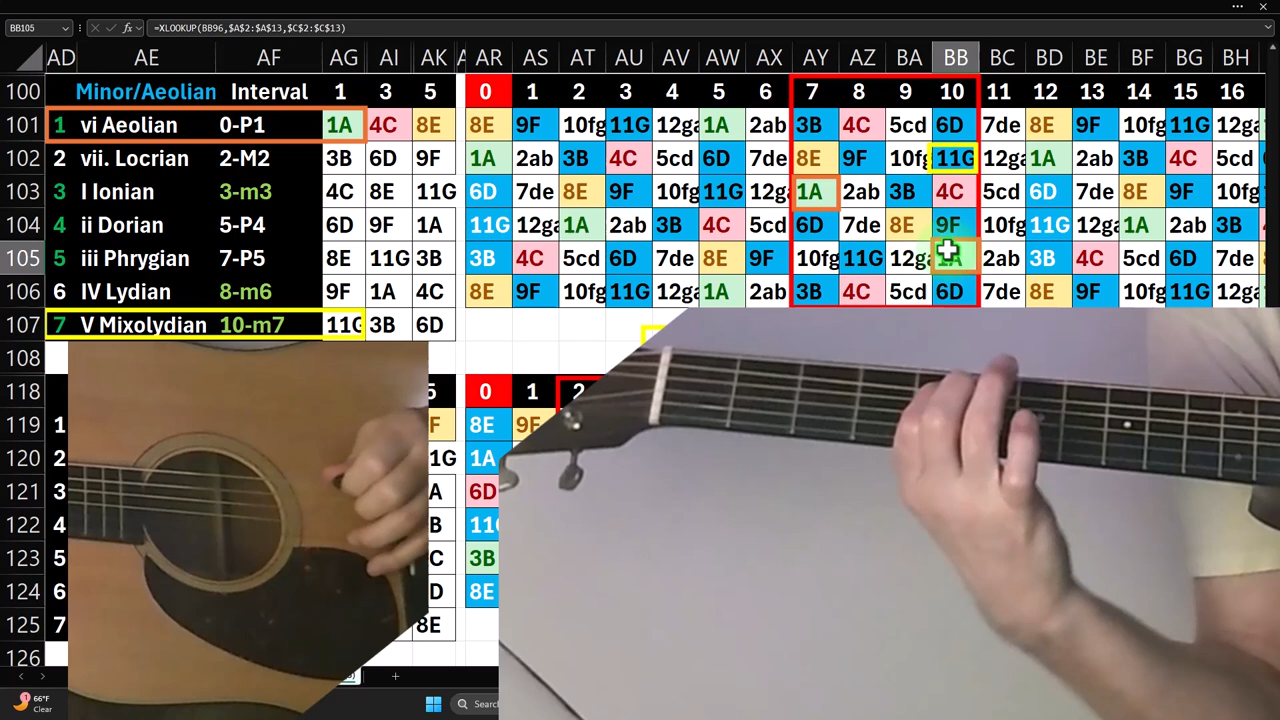 BB105 fx =XLOOKUP(BB96,$A$2:$A$13,$C$2:$C$13)
AD AE AF AG AI AK AR AS AT AU AV AW AX AY AZ BA BB BC BD BE BF BG BH
100 Minor/Aeolian Interval 1 3 5 0 1 2 3 4 5 6 7 8 9 10 11 12 13 14 15 16
101 1 vi Aeolian 0-P1 1A 4C 8E 8E 9F 10fg 11G 12ga 1A 2ab 3B 4C 5cd 6D 7de 8E 9F 10fg 11G 12ga
102 2 vii. Locrian 2-M2 3B 6D 9F 1A 2ab 3B 4C 5cd 6D 7de 8E 9F 10fg 11G 12ga 1A 2ab 3B 4C 5cd
103 3 I Ionian 3-m3 4C 8E 11G 6D 7de 8E 9F 10fg 11G 12ga 1A 2ab 3B 4C 5cd 6D 7de 8E 9F 10fg
104 4 ii Dorian 5-P4 6D 9F 1A 11G 12ga 1A 2ab 3B 4C 5cd 6D 7de 8E 9F 10fg 11G 12ga 1A 2ab 3B
105 5 iii Phrygian 7-P5 8E 11G 3B 3B 4C 5cd 6D 7de 8E 9F 10fg 11G 12ga 1A 2ab 3B 4C 5cd 6D 7de
106 6 IV Lydian 8-m6 9F 1A 4C 8E 9F 10fg 11G 12ga 1A 2ab 3B 4C 5cd 6D 7de 8E 9F 10fg 11G 12ga
107 7 V Mixolydian 10-m7 11G 3B 6D
108
118 5 0 1 2
119 1 F 8E 9F
120 2 1G 1A
121 3 A 6D
122 4 B 11G
123 5 C 3B
124 6 D 8E
125 7 8E
126
66°F
Clear
Search